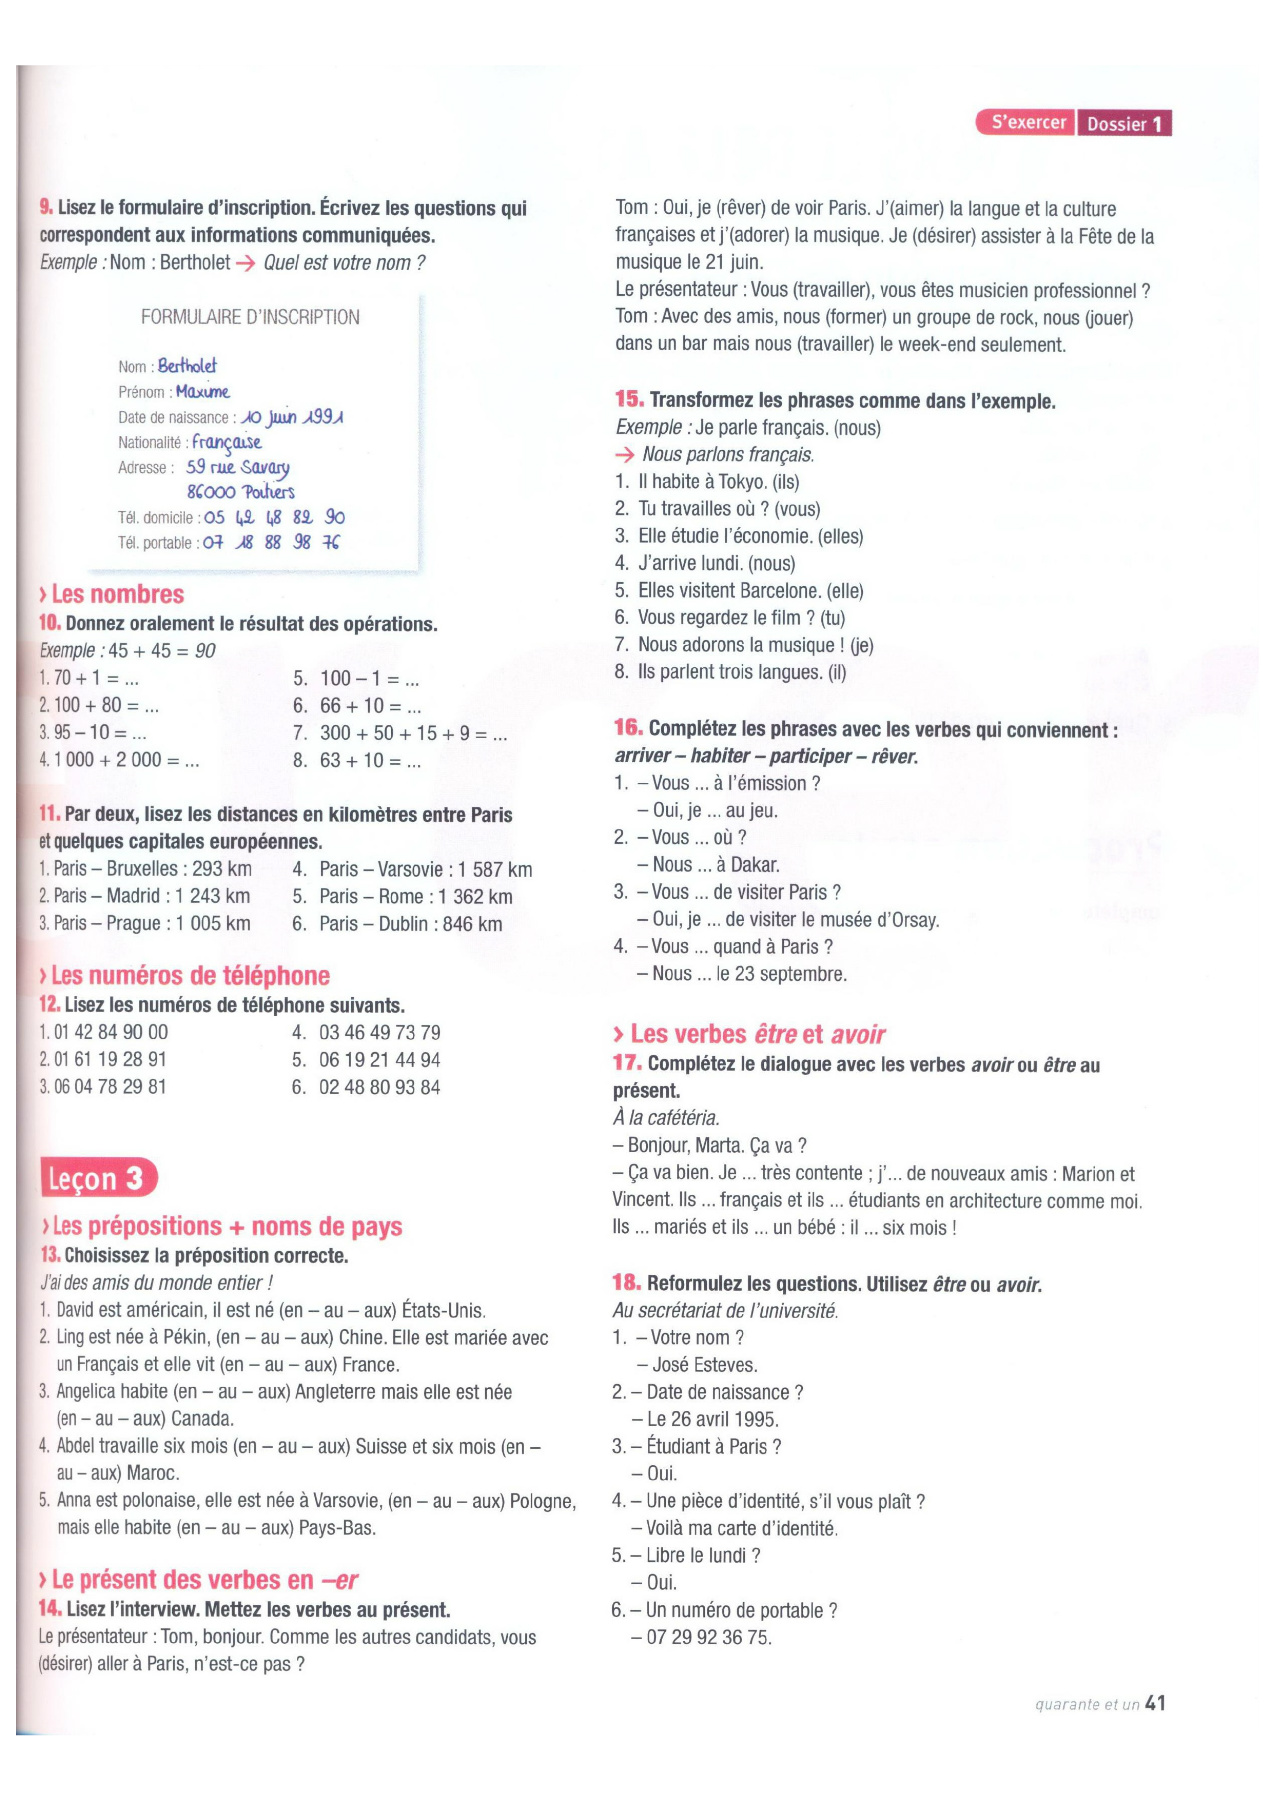 S'exercer Dossier 1
9. Lisez le formulaire d'inscription. Écrivez les questions qui
correspondent aux informations communiquées.
Exemple : Nom : Bertholet → Quel est votre nom ?
FORMULAIRE D'INSCRIPTION
Nom : Bertholet
Prénom : Maxime
Date de naissance : 10 juin 1991
Nationalité : française
Adresse : 59 rue Savary
86000 Poitiers
Tél. domicile : 05 42 48 82 90
Tél. portable : 07 18 88 98 76
› Les nombres
10. Donnez oralement le résultat des opérations.
Exemple : 45 + 45 = 90
1. 70 + 1 = ... 5. 100 – 1 = ...
2. 100 + 80 = ... 6. 66 + 10 = ...
3. 95 – 10 = ... 7. 300 + 50 + 15 + 9 = ...
4. 1 000 + 2 000 = ... 8. 63 + 10 = ...
11. Par deux, lisez les distances en kilomètres entre Paris
et quelques capitales européennes.
1. Paris – Bruxelles : 293 km 4. Paris – Varsovie : 1 587 km
2. Paris – Madrid : 1 243 km 5. Paris – Rome : 1 362 km
3. Paris – Prague : 1 005 km 6. Paris – Dublin : 846 km
› Les numéros de téléphone
12. Lisez les numéros de téléphone suivants.
1. 01 42 84 90 00 4. 03 46 49 73 79
2. 01 61 19 28 91 5. 06 19 21 44 94
3. 06 04 78 29 81 6. 02 48 80 93 84
Leçon 3
› Les prépositions + noms de pays
13. Choisissez la préposition correcte.
J'ai des amis du monde entier !
1. David est américain, il est né (en – au – aux) États-Unis.
2. Ling est née à Pékin, (en – au – aux) Chine. Elle est mariée avec
un Français et elle vit (en – au – aux) France.
3. Angelica habite (en – au – aux) Angleterre mais elle est née
(en – au – aux) Canada.
4. Abdel travaille six mois (en – au – aux) Suisse et six mois (en –
au – aux) Maroc.
5. Anna est polonaise, elle est née à Varsovie, (en – au – aux) Pologne,
mais elle habite (en – au – aux) Pays-Bas.
› Le présent des verbes en –er
14. Lisez l'interview. Mettez les verbes au présent.
Le présentateur : Tom, bonjour. Comme les autres candidats, vous
(désirer) aller à Paris, n'est-ce pas ?
Tom : Oui, je (rêver) de voir Paris. J'(aimer) la langue et la culture
françaises et j'(adorer) la musique. Je (désirer) assister à la Fête de la
musique le 21 juin.
Le présentateur : Vous (travailler), vous êtes musicien professionnel ?
Tom : Avec des amis, nous (former) un groupe de rock, nous (jouer)
dans un bar mais nous (travailler) le week-end seulement.
15. Transformez les phrases comme dans l'exemple.
Exemple : Je parle français. (nous)
→ Nous parlons français.
1. Il habite à Tokyo. (ils)
2. Tu travailles où ? (vous)
3. Elle étudie l'économie. (elles)
4. J'arrive lundi. (nous)
5. Elles visitent Barcelone. (elle)
6. Vous regardez le film ? (tu)
7. Nous adorons la musique ! (je)
8. Ils parlent trois langues. (il)
16. Complétez les phrases avec les verbes qui conviennent :
arriver – habiter – participer – rêver.
1. – Vous ... à l'émission ?
– Oui, je ... au jeu.
2. – Vous ... où ?
– Nous ... à Dakar.
3. – Vous ... de visiter Paris ?
– Oui, je ... de visiter le musée d'Orsay.
4. – Vous ... quand à Paris ?
– Nous ... le 23 septembre.
› Les verbes être et avoir
17. Complétez le dialogue avec les verbes avoir ou être au
présent.
À la cafétéria.
– Bonjour, Marta. Ça va ?
– Ça va bien. Je ... très contente ; j'... de nouveaux amis : Marion et
Vincent. Ils ... français et ils ... étudiants en architecture comme moi.
Ils ... mariés et ils ... un bébé : il ... six mois !
18. Reformulez les questions. Utilisez être ou avoir.
Au secrétariat de l'université.
1. – Votre nom ?
– José Esteves.
2. – Date de naissance ?
– Le 26 avril 1995.
3. – Étudiant à Paris ?
– Oui.
4. – Une pièce d'identité, s'il vous plaît ?
– Voilà ma carte d'identité.
5. – Libre le lundi ?
– Oui.
6. – Un numéro de portable ?
– 07 29 92 36 75.
quarante et un 41